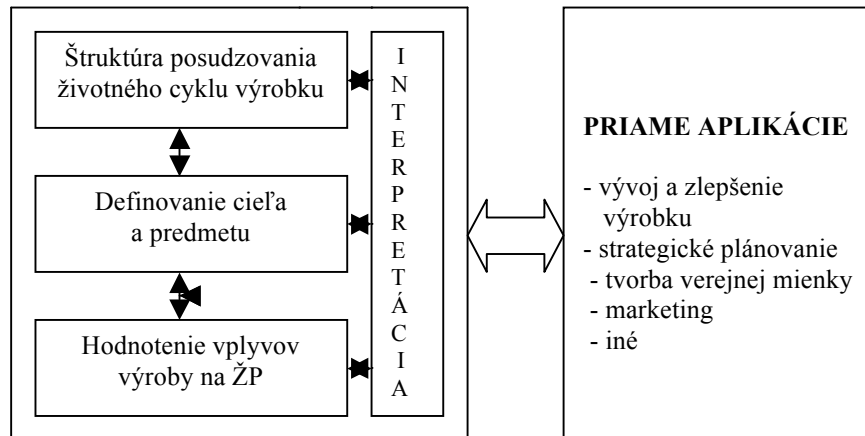 Štruktúra posudzovania
životného cyklu výrobku
Definovanie cieľa
a predmetu
Hodnotenie vplyvov
výroby na ŽP
I
N
T
E
R
P
R
E
T
Á
C
I
A
PRIAME APLIKÁCIE
- vývoj a zlepšenie
výrobku
- strategické plánovanie
- tvorba verejnej mienky
- marketing
- iné